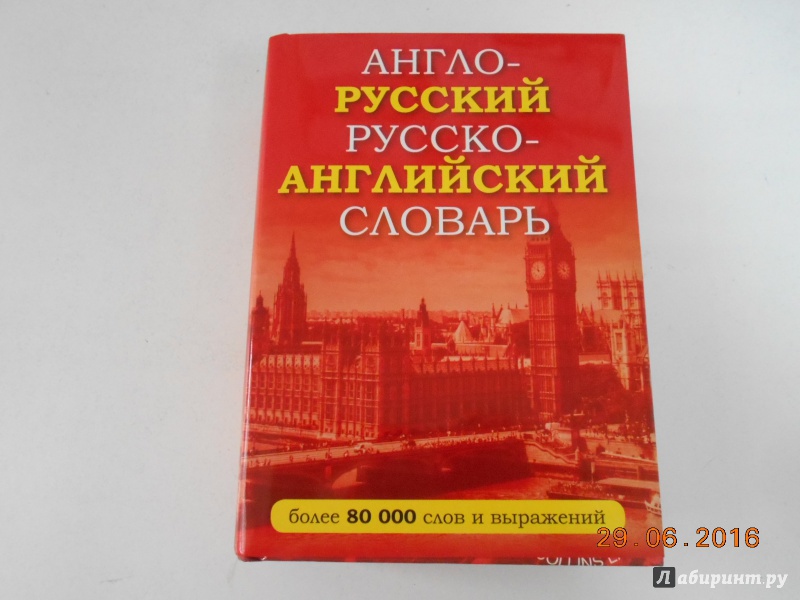 АНГЛО-
РУССКИЙ
РУССКО-
АНГЛИЙСКИЙ
СЛОВАРЬ
более 80 000 слов и выражений
29.06.2016
Лабиринт.ру